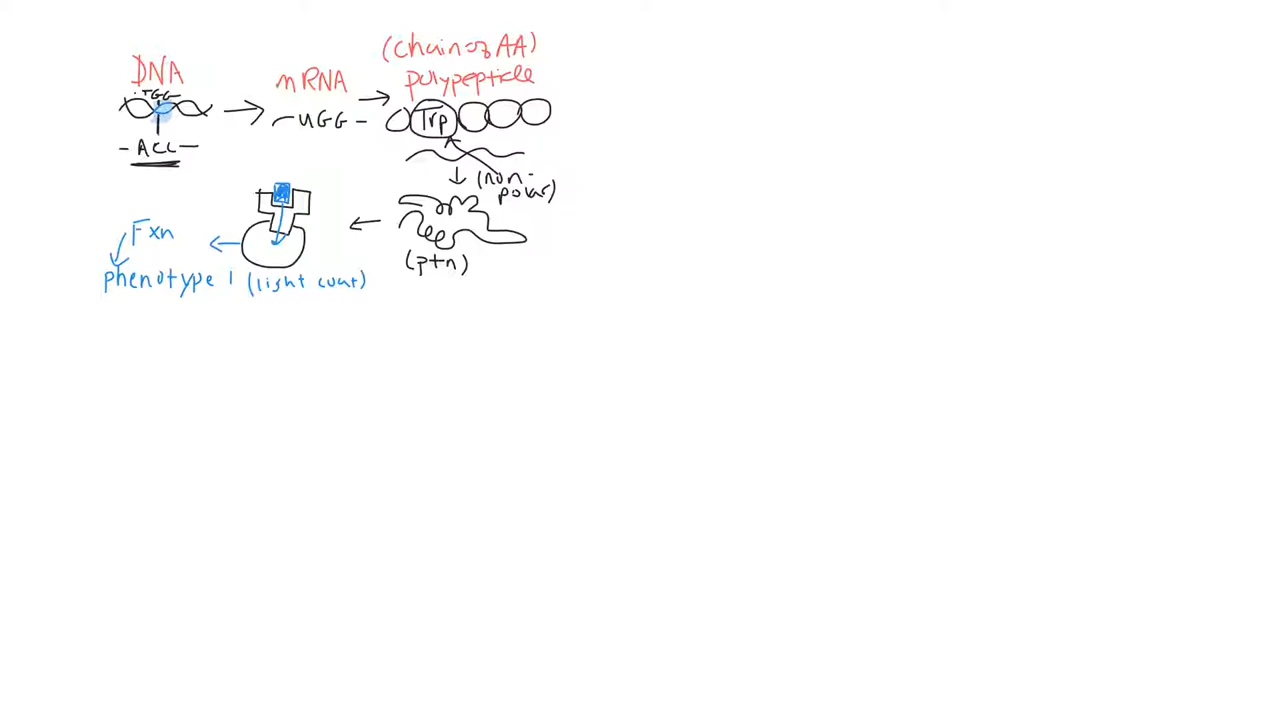 (chain of AA)
DNA
mRNA
polypeptide
TGG
-UGG-
Trp
-ACC-
(non-
polar)
Fxn
(ptn)
phenotype 1 (light coat)